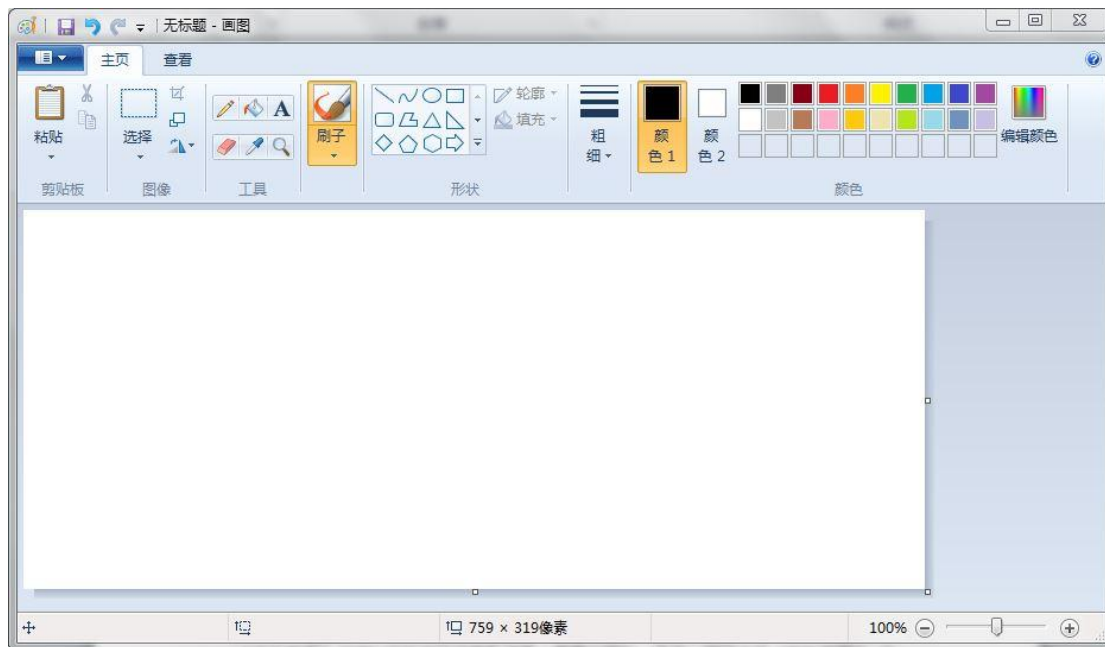 无标题 - 画图
主页 查看
粘贴
选择
A
刷子
轮廓
填充
粗细
颜色 1
颜色 2
编辑颜色
剪贴板 图像 工具 形状 颜色
759 × 319像素 100%